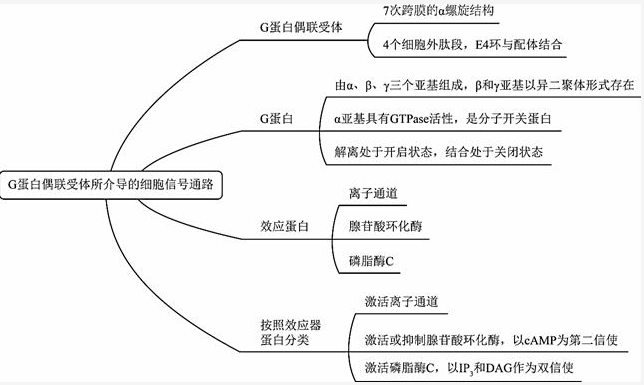 G蛋白偶联受体所介导的细胞信号通路
G蛋白偶联受体
7次跨膜的α螺旋结构
4个细胞外肽段，E4环与配体结合
G蛋白
由α、β、γ三个亚基组成，β和γ亚基以异二聚体形式存在
α亚基具有GTPase活性，是分子开关蛋白
解离处于开启状态，结合处于关闭状态
效应蛋白
离子通道
腺苷酸环化酶
磷脂酶C
按照效应器
蛋白分类
激活离子通道
激活或抑制腺苷酸环化酶，以cAMP为第二信使
激活磷脂酶C，以IP₃和DAG作为双信使